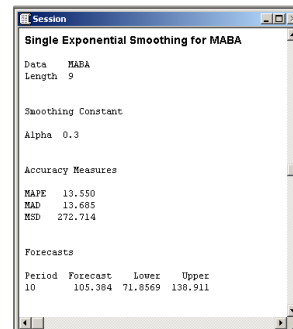 Session
Single Exponential Smoothing for MABA
Data MABA
Length 9
Smoothing Constant
Alpha 0.3
Accuracy Measures
MAPE 13.550
MAD 13.685
MSD 272.714
Forecasts
Period Forecast Lower Upper
10 105.384 71.8569 138.911